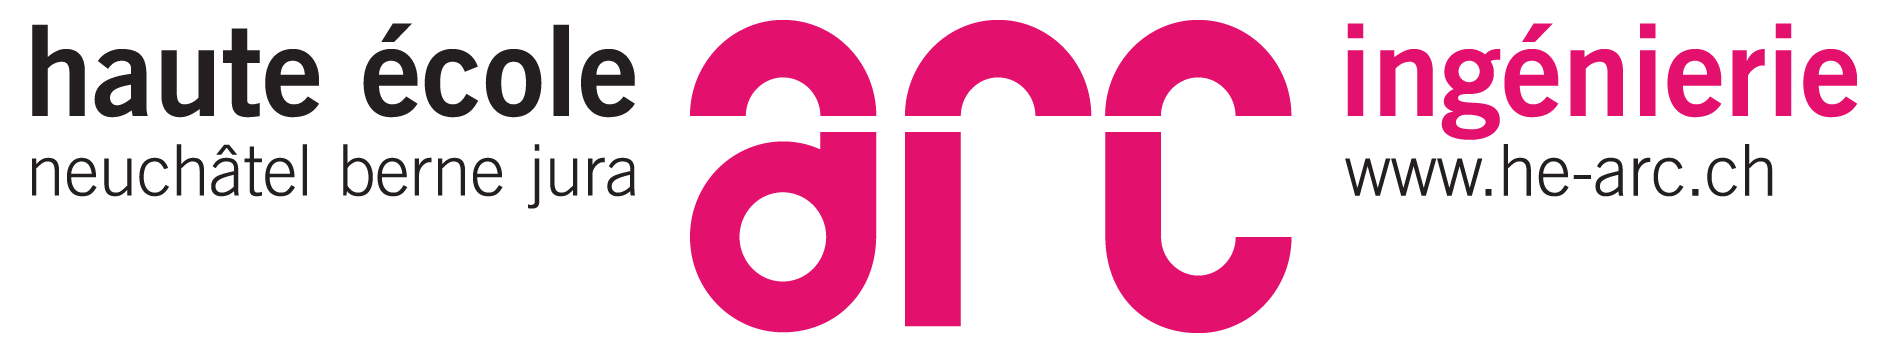 haute école
neuchâtel berne jura
arc
ingénierie
www.he-arc.ch